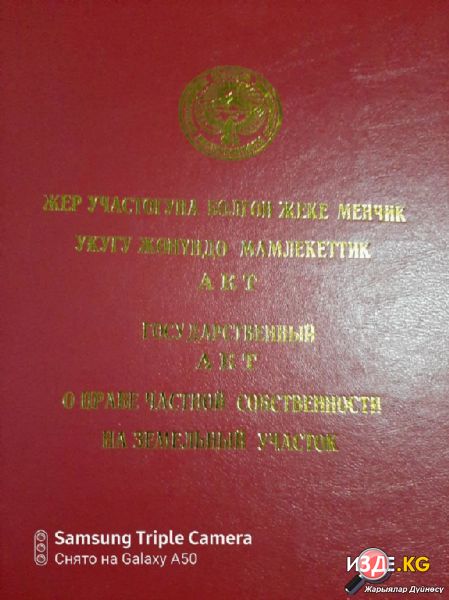 ЖЕР УЧАСТОГУНА БОЛГОН ЖЕКЕ МЕНЧИК
УКУГУ ЖӨНҮНДӨ МАМЛЕКЕТТИК
АКТ
ГОСУДАРСТВЕННЫЙ
АКТ
О ПРАВЕ ЧАСТНОЙ СОБСТВЕННОСТИ
НА ЗЕМЕЛЬНЫЙ УЧАСТОК
Samsung Triple Camera
Снято на Galaxy A50
ИЗДЕ.KG
Жарыялар Дүйнөсү